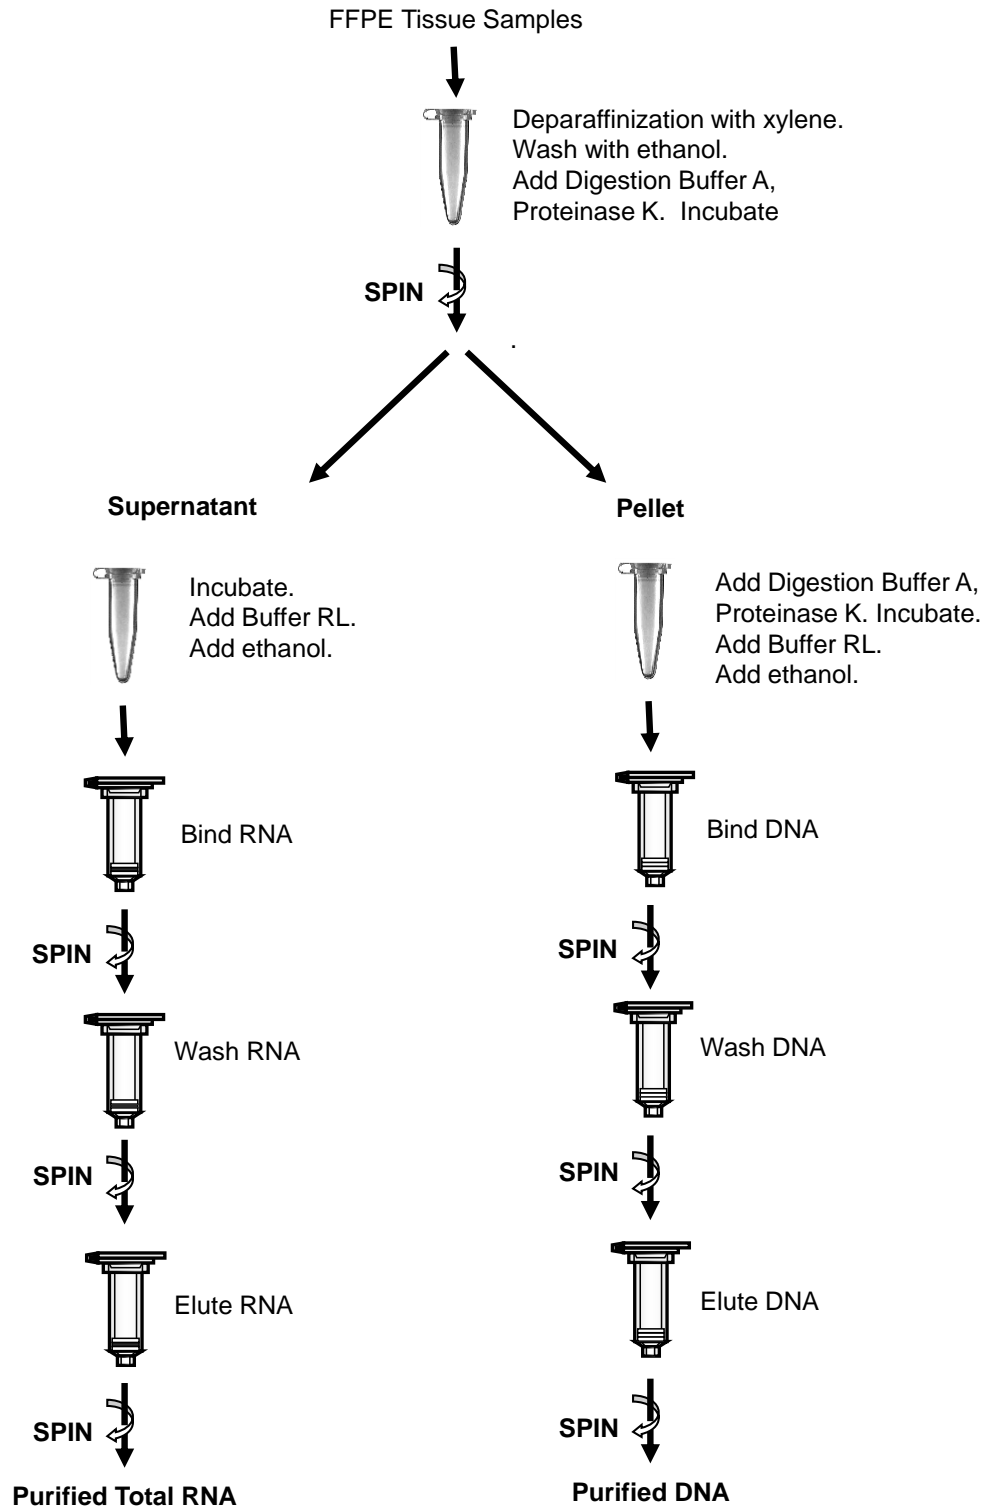 FFPE Tissue Samples
Deparaffinization with xylene.
Wash with ethanol.
Add Digestion Buffer A,
Proteinase K.  Incubate
SPIN
.
Supernatant
Incubate.
Add Buffer RL.
Add ethanol.
Bind RNA
SPIN
Wash RNA
SPIN
Elute RNA
SPIN
Purified Total RNA
Pellet
Add Digestion Buffer A,
Proteinase K. Incubate.
Add Buffer RL.
Add ethanol.
Bind DNA
SPIN
Wash DNA
SPIN
Elute DNA
SPIN
Purified DNA